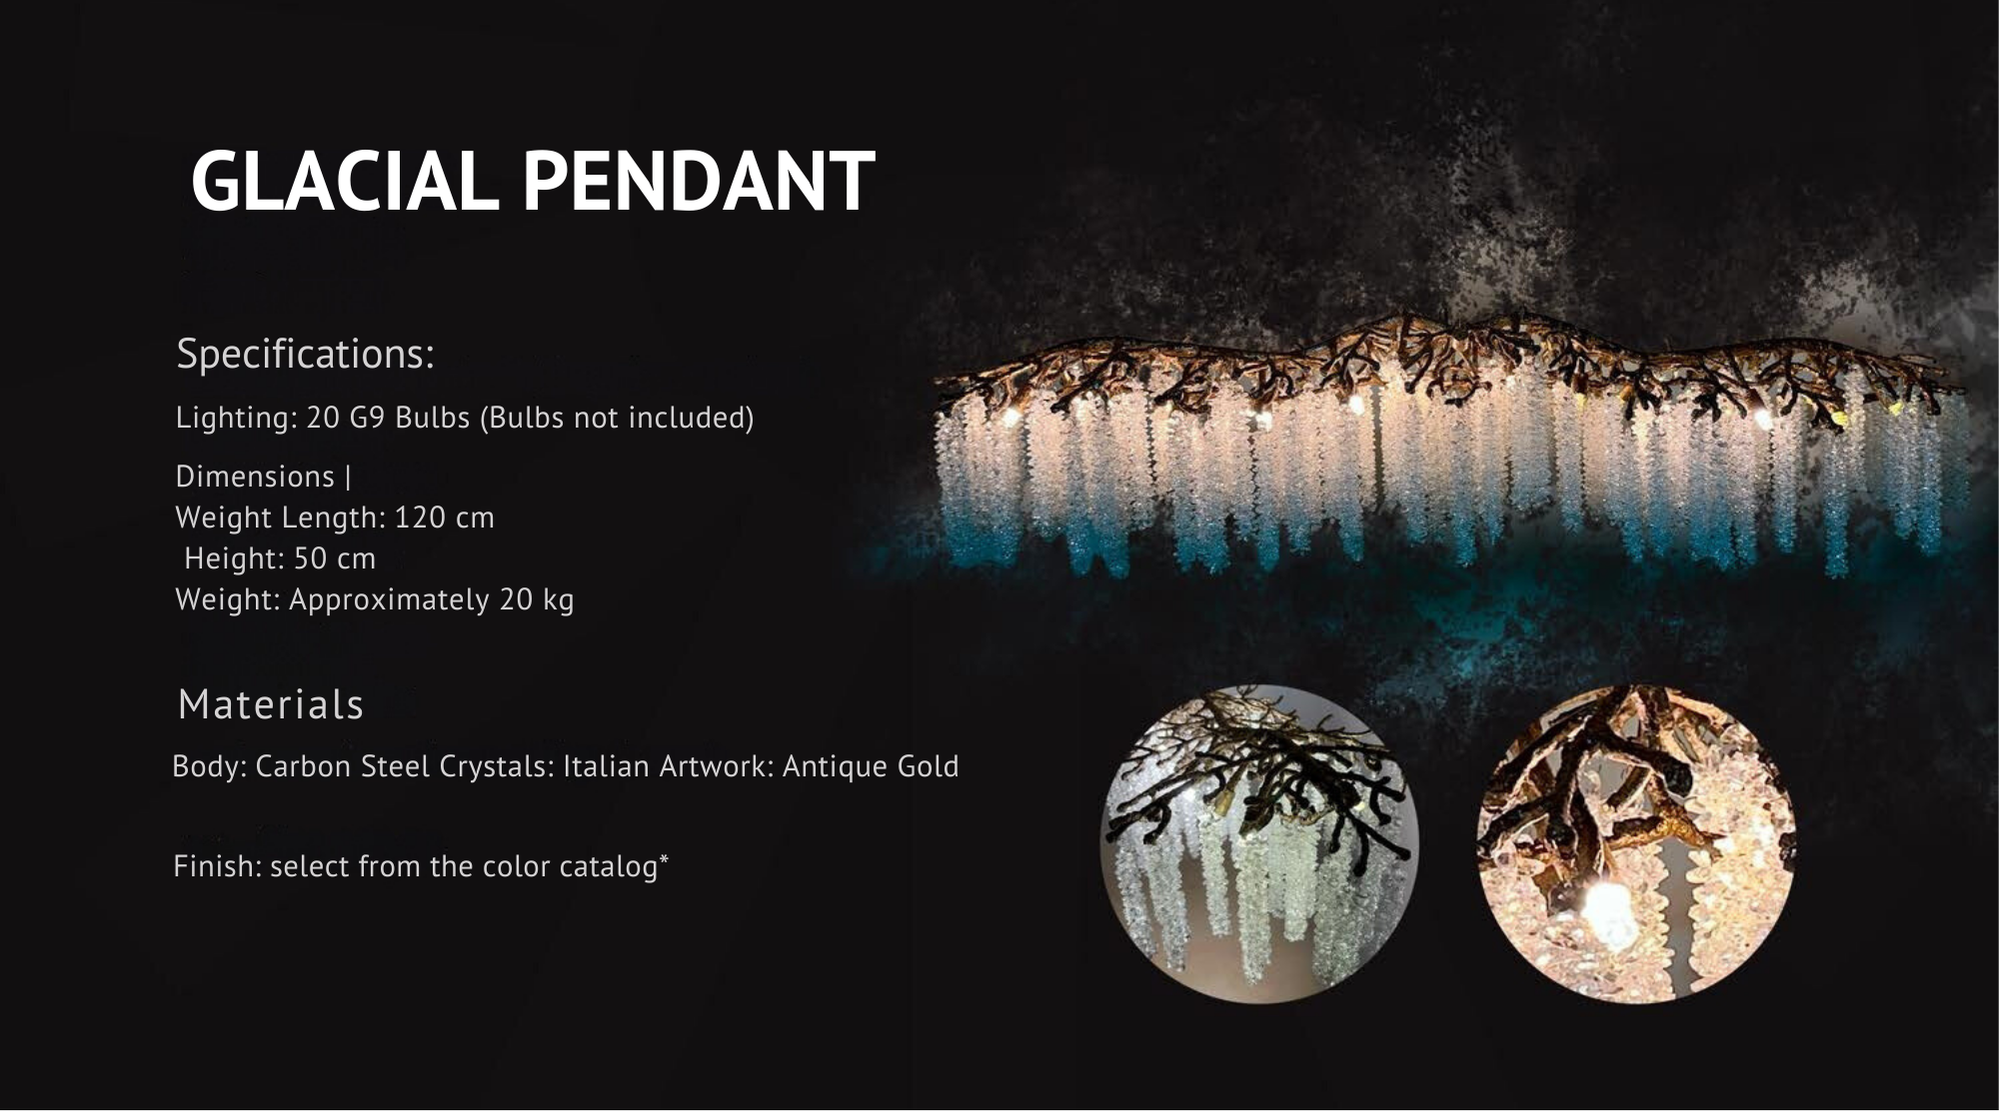 GLACIAL PENDANT
Specifications:
Lighting: 20 G9 Bulbs (Bulbs not included)
Dimensions |
Weight Length: 120 cm
Height: 50 cm
Weight: Approximately 20 kg
Materials
Body: Carbon Steel Crystals: Italian Artwork: Antique Gold
Finish: select from the color catalog*